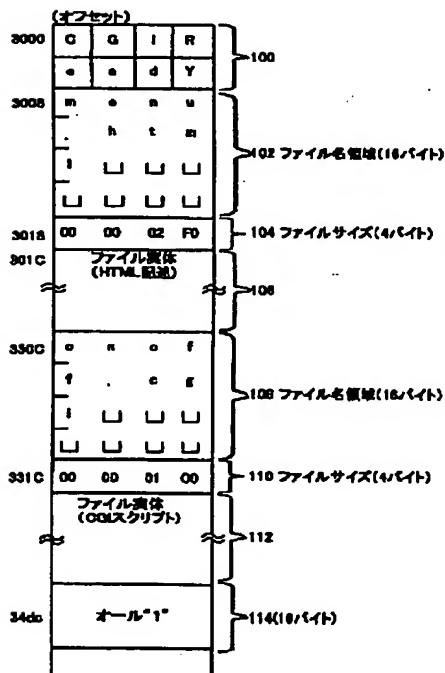 (オフセット)
3000 C G I R
e a d Y
100
3008 m e n u
. h t m
l ␣ ␣ ␣
␣ ␣ ␣ ␣
102 ファイル名領域(16バイト)
3018 00 00 02 F0
104 ファイルサイズ(4バイト)
301C ファイル実体
(HTML記述)
106
330C o n o f
f . c g
i ␣ ␣ ␣
␣ ␣ ␣ ␣
108 ファイル名領域(16バイト)
331C 00 00 01 00
110 ファイルサイズ(4バイト)
ファイル実体
(CGIスクリプト)
112
34dc オール"1"
114(16バイト)